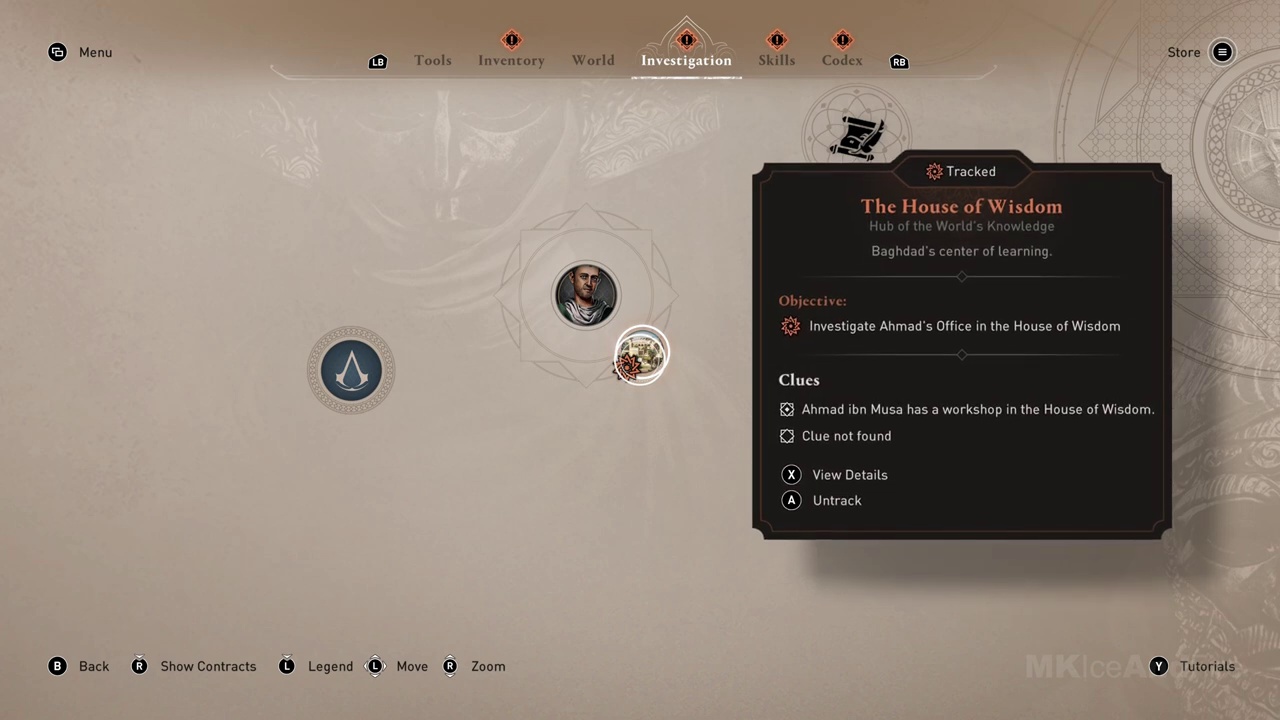 Menu
LB
Tools
Inventory
World
Investigation
Skills
Codex
RB
Store
Tracked
The House of Wisdom
Hub of the World's Knowledge
Baghdad's center of learning.
Objective:
Investigate Ahmad's Office in the House of Wisdom
Clues
Ahmad ibn Musa has a workshop in the House of Wisdom.
Clue not found
X View Details
A Untrack
B Back
R Show Contracts
L Legend
L Move
R Zoom
Y Tutorials